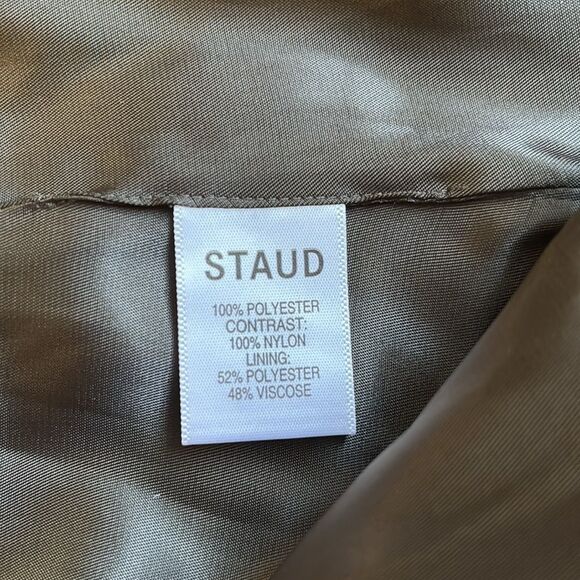 STAUD
100% POLYESTER
CONTRAST:
100% NYLON
LINING:
52% POLYESTER
48% VISCOSE